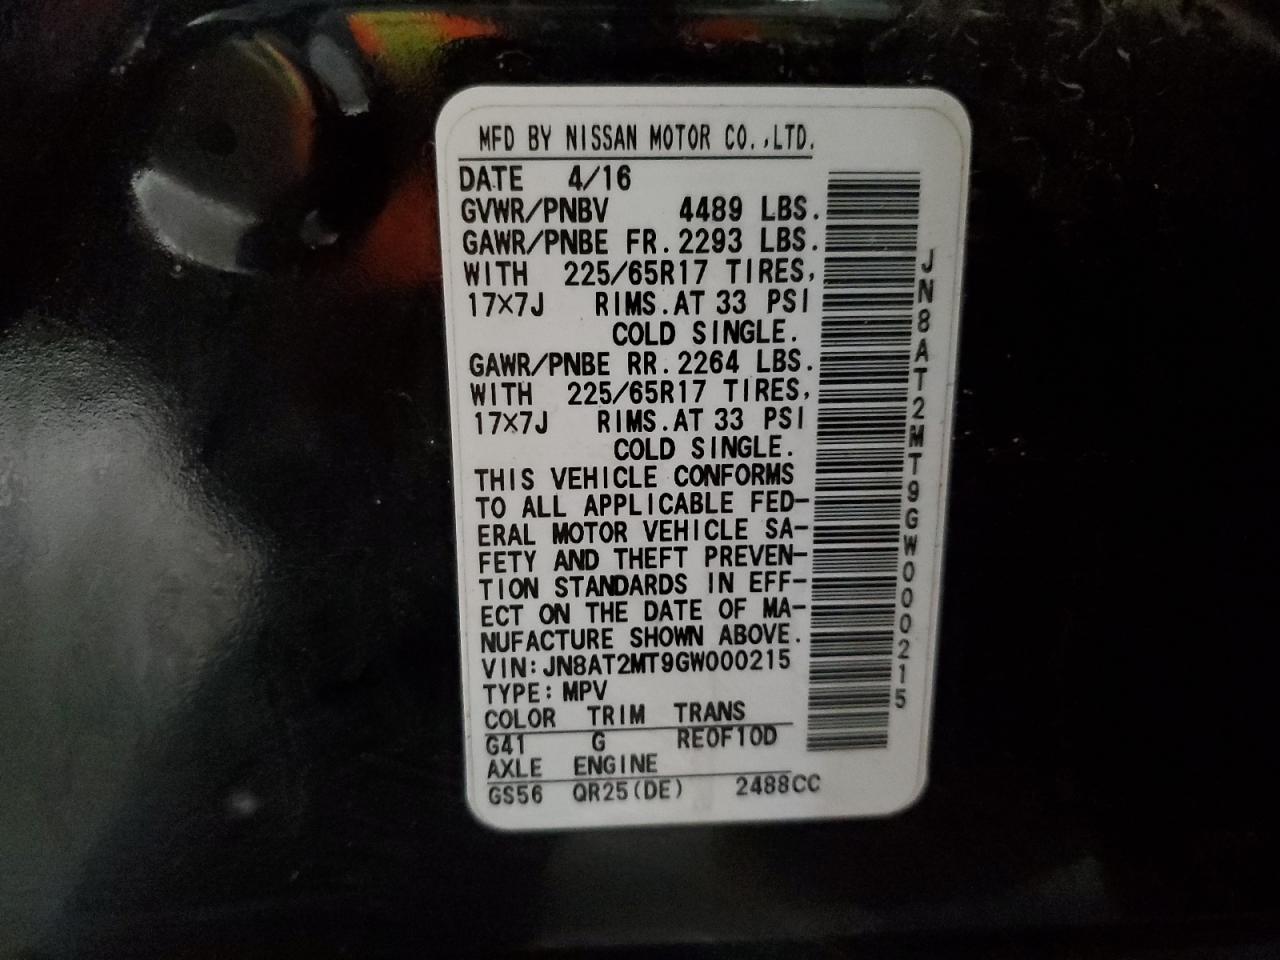 MFD BY NISSAN MOTOR CO.,LTD.
DATE 4/16
GVWR/PNBV 4489 LBS.
GAWR/PNBE FR. 2293 LBS.
WITH 225/65R17 TIRES,
17×7J RIMS. AT 33 PSI
COLD SINGLE.
GAWR/PNBE RR. 2264 LBS.
WITH 225/65R17 TIRES,
17×7J RIMS. AT 33 PSI
COLD SINGLE.
THIS VEHICLE CONFORMS
TO ALL APPLICABLE FED-
ERAL MOTOR VEHICLE SA-
FETY AND THEFT PREVEN-
TION STANDARDS IN EFF-
ECT ON THE DATE OF MA-
NUFACTURE SHOWN ABOVE.
VIN: JN8AT2MT9GW000215
TYPE: MPV
COLOR TRIM TRANS
G41 G RE0F10D
AXLE ENGINE
GS56 QR25(DE) 2488CC
JN8AT2MT9GW000215